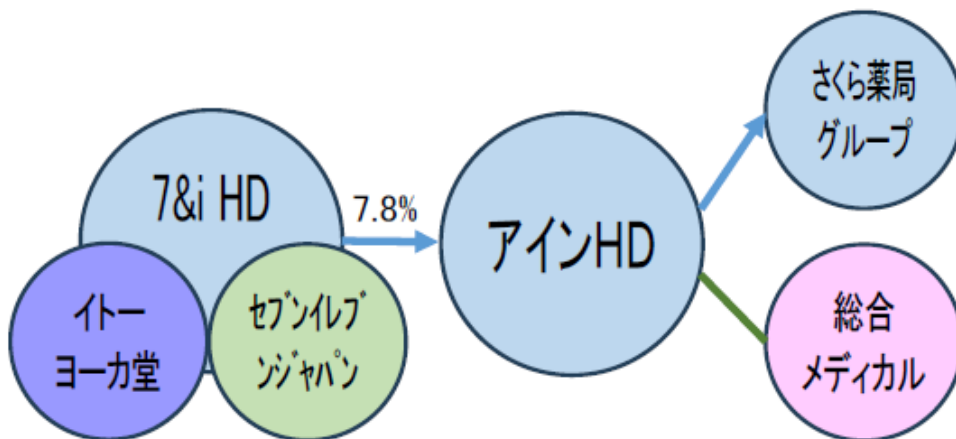 7&i HD
イトー
ヨーカ堂
セブンイレブ
ンジャパン
7.8%
アインHD
さくら薬局
グループ
総合
メディカル